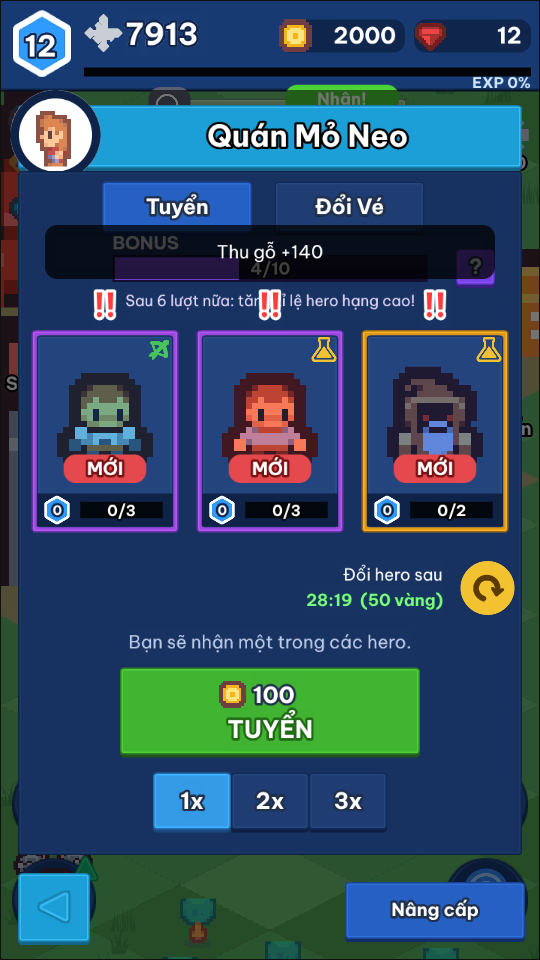 12
7913
2000
12
EXP 0%
Nhận!
Quán Mỏ Neo
Tuyển
Đổi Vé
BONUS
Thu gỗ +140
4/10
?
Sau 6 lượt nữa: tăng tỉ lệ hero hạng cao!
MỚI
MỚI
MỚI
0
0/3
0
0/3
0
0/2
Đổi hero sau
28:19 (50 vàng)
Bạn sẽ nhận một trong các hero.
100
TUYỂN
1x
2x
3x
Nâng cấp